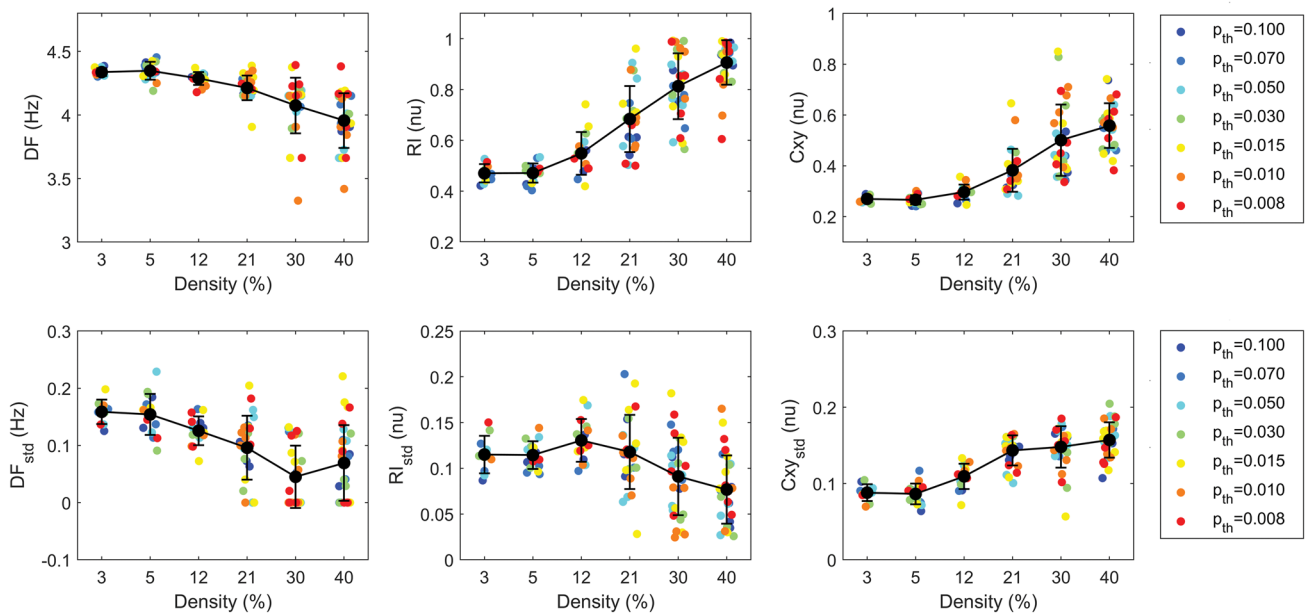 4.5
4
3.5
3
DF (Hz)
3 5 12 21 30 40
Density (%)
1
0.8
0.6
0.4
0.2
RI (nu)
3 5 12 21 30 40
Density (%)
1
0.8
0.6
0.4
0.2
Cxy (nu)
3 5 12 21 30 40
Density (%)
p_th=0.100
p_th=0.070
p_th=0.050
p_th=0.030
p_th=0.015
p_th=0.010
p_th=0.008
0.3
0.2
0.1
0
-0.1
DF_std (Hz)
3 5 12 21 30 40
Density (%)
0.25
0.2
0.15
0.1
0.05
0
RI_std (nu)
3 5 12 21 30 40
Density (%)
0.3
0.2
0.1
0
Cxy_std (nu)
3 5 12 21 30 40
Density (%)
p_th=0.100
p_th=0.070
p_th=0.050
p_th=0.030
p_th=0.015
p_th=0.010
p_th=0.008